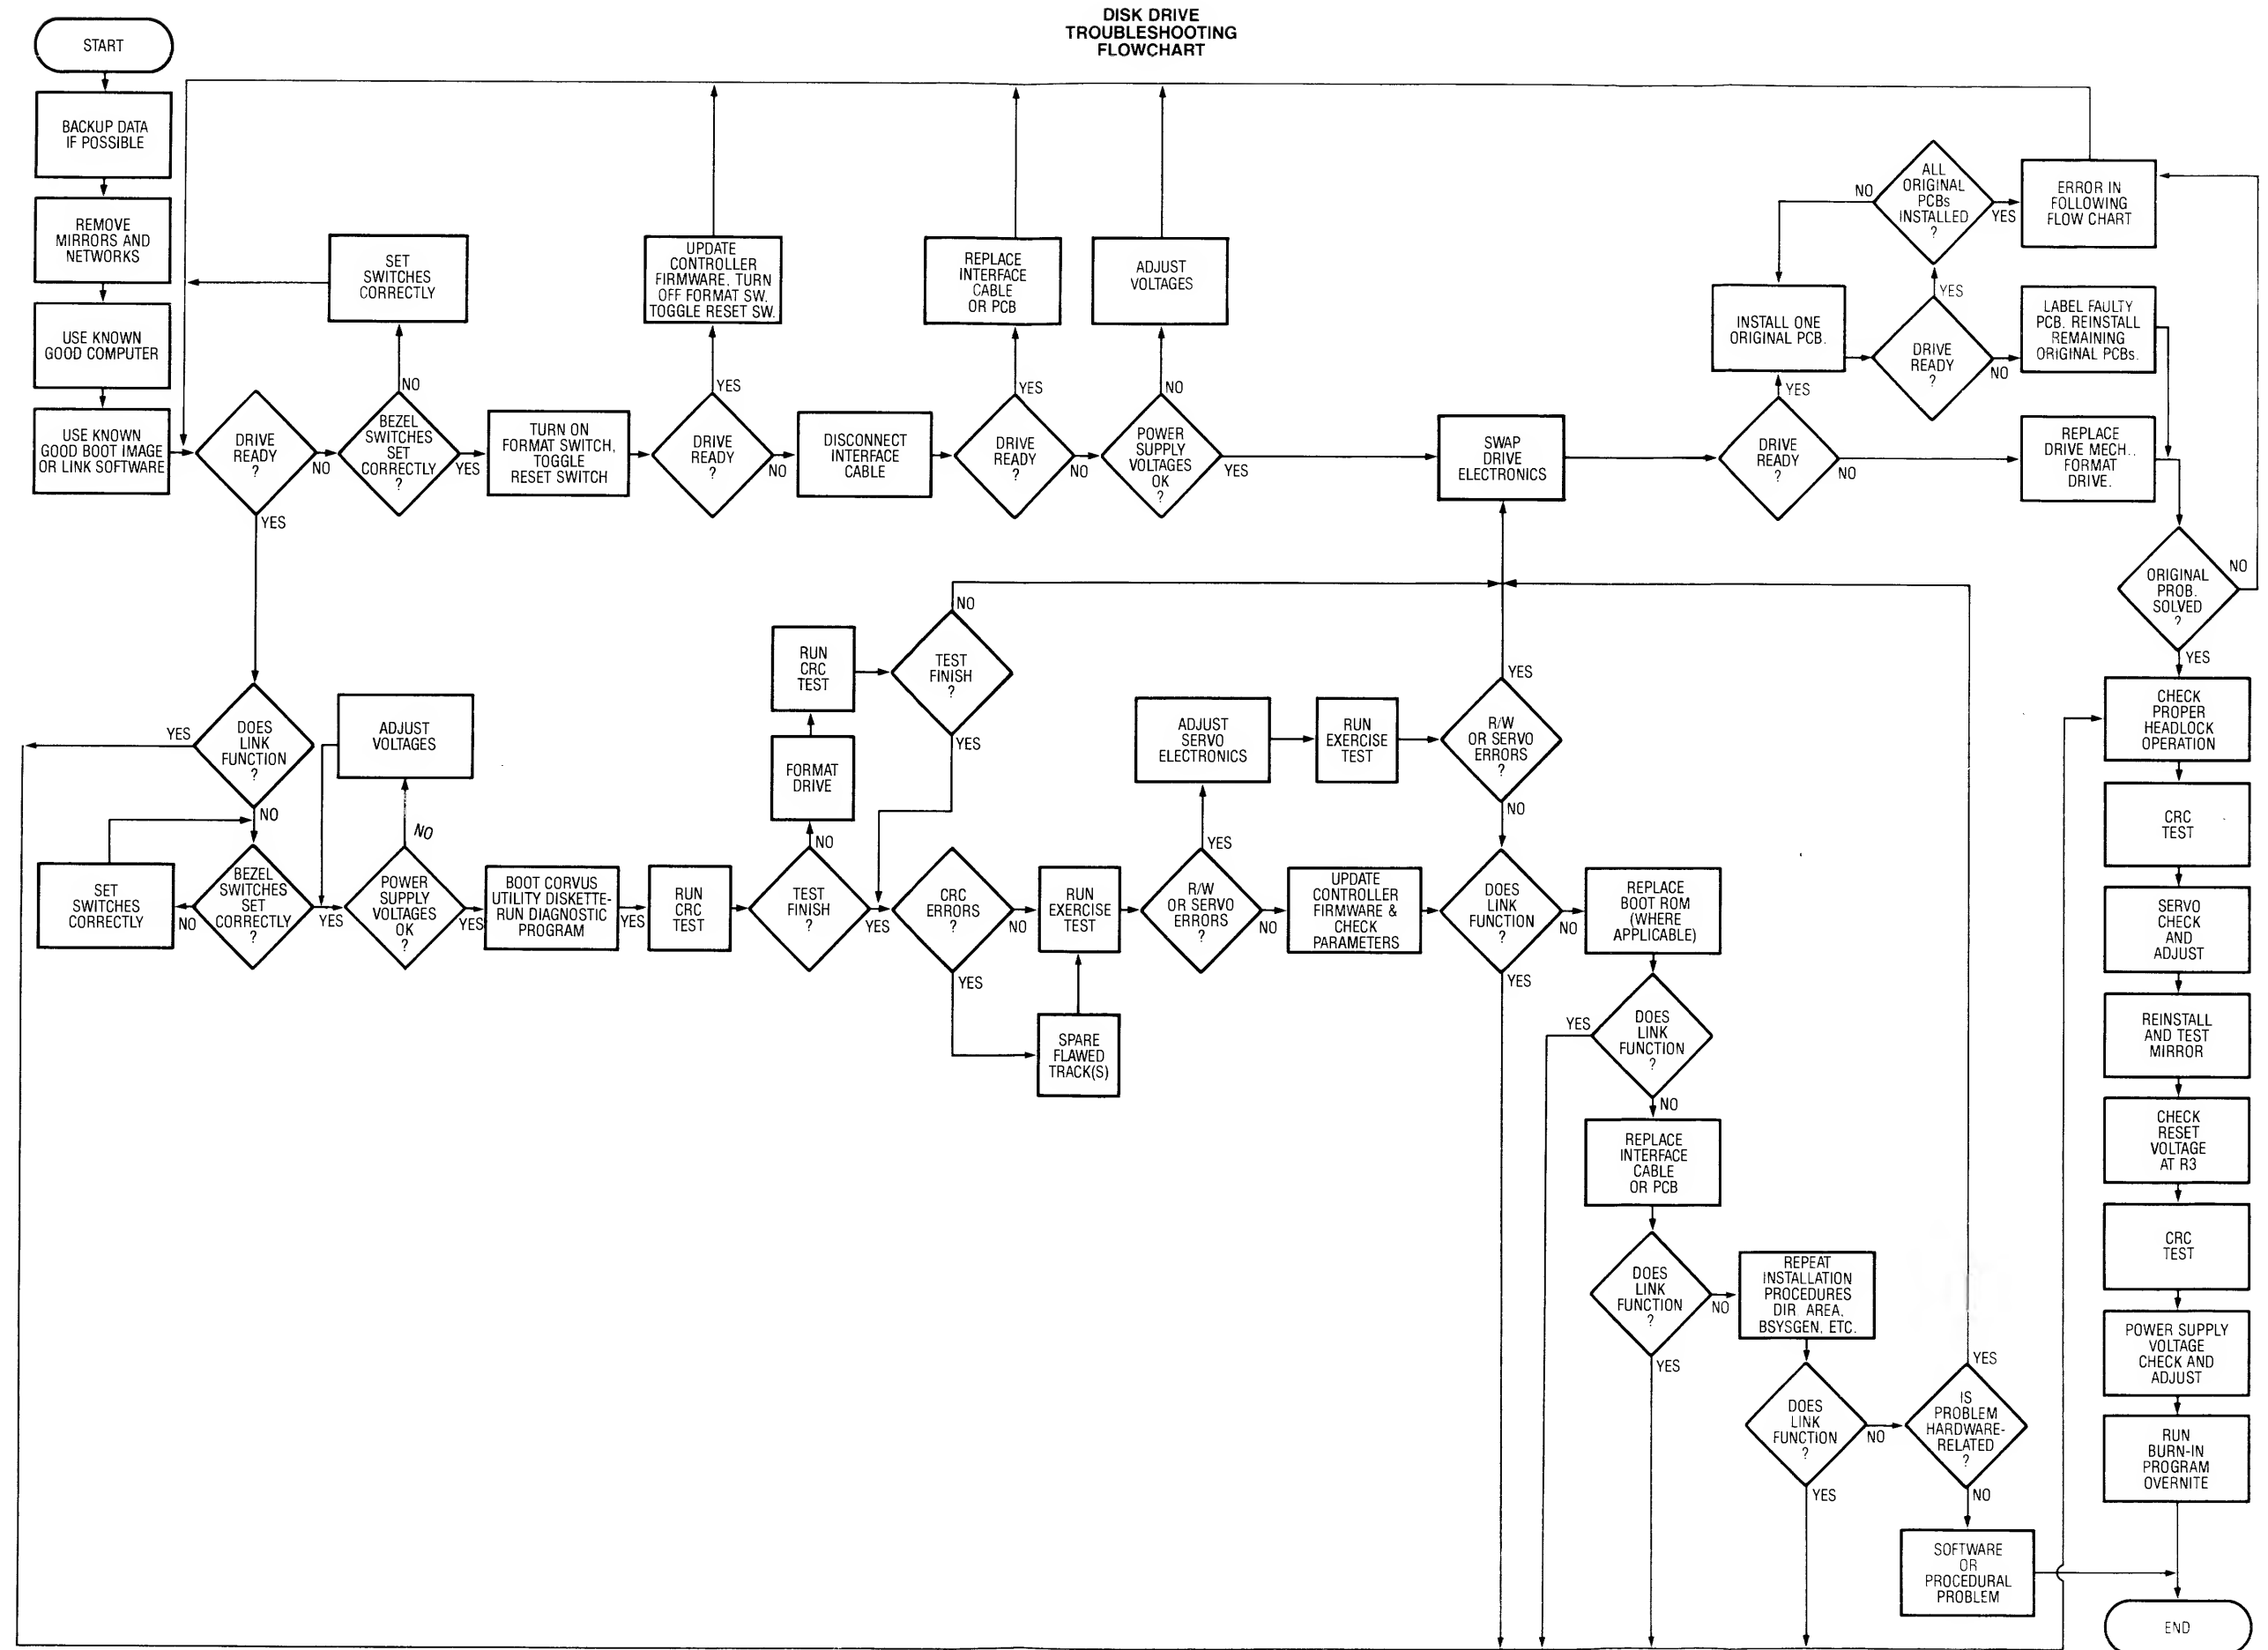 DISK DRIVE
TROUBLESHOOTING
FLOWCHART
START
BACKUP DATA
IF POSSIBLE
REMOVE
MIRRORS AND
NETWORKS
USE KNOWN
GOOD COMPUTER
USE KNOWN
GOOD BOOT IMAGE
OR LINK SOFTWARE
DRIVE
READY
?
NO
YES
SET
SWITCHES
CORRECTLY
NO
BEZEL
SWITCHES
SET
CORRECTLY
?
YES
TURN ON
FORMAT SWITCH,
TOGGLE
RESET SWITCH
UPDATE
CONTROLLER
FIRMWARE, TURN
OFF FORMAT SW.
TOGGLE RESET SW.
YES
DRIVE
READY
?
NO
DISCONNECT
INTERFACE
CABLE
REPLACE
INTERFACE
CABLE
OR PCB
YES
DRIVE
READY
?
NO
ADJUST
VOLTAGES
NO
POWER
SUPPLY
VOLTAGES
OK
?
YES
SWAP
DRIVE
ELECTRONICS
ALL
ORIGINAL
PCBs
INSTALLED
?
NO
YES
ERROR IN
FOLLOWING
FLOW CHART
INSTALL ONE
ORIGINAL PCB.
YES
DRIVE
READY
?
NO
LABEL FAULTY
PCB. REINSTALL
REMAINING
ORIGINAL PCBs.
YES
DRIVE
READY
?
NO
REPLACE
DRIVE MECH.,
FORMAT
DRIVE.
ORIGINAL
PROB.
SOLVED
?
NO
YES
DOES
LINK
FUNCTION
?
YES
NO
ADJUST
VOLTAGES
NO
SET
SWITCHES
CORRECTLY
NO
BEZEL
SWITCHES
SET
CORRECTLY
?
YES
POWER
SUPPLY
VOLTAGES
OK
?
YES
BOOT CORVUS
UTILITY DISKETTE-
RUN DIAGNOSTIC
PROGRAM
YES
RUN
CRC
TEST
TEST
FINISH
?
NO
YES
FORMAT
DRIVE
RUN
CRC
TEST
TEST
FINISH
?
NO
YES
CRC
ERRORS
?
NO
YES
SPARE
FLAWED
TRACK(S)
RUN
EXERCISE
TEST
R/W
OR SERVO
ERRORS
?
YES
NO
ADJUST
SERVO
ELECTRONICS
RUN
EXERCISE
TEST
R/W
OR SERVO
ERRORS
?
YES
NO
UPDATE
CONTROLLER
FIRMWARE &
CHECK
PARAMETERS
DOES
LINK
FUNCTION
?
NO
YES
REPLACE
BOOT ROM
(WHERE
APPLICABLE)
DOES
LINK
FUNCTION
?
YES
NO
REPLACE
INTERFACE
CABLE
OR PCB
DOES
LINK
FUNCTION
?
NO
YES
REPEAT
INSTALLATION
PROCEDURES
DIR. AREA,
BSYSGEN, ETC.
DOES
LINK
FUNCTION
?
NO
YES
IS
PROBLEM
HARDWARE-
RELATED
?
YES
NO
SOFTWARE
OR
PROCEDURAL
PROBLEM
CHECK
PROPER
HEADLOCK
OPERATION
CRC
TEST
SERVO
CHECK
AND
ADJUST
REINSTALL
AND TEST
MIRROR
CHECK
RESET
VOLTAGE
AT R3
CRC
TEST
POWER SUPPLY
VOLTAGE
CHECK AND
ADJUST
RUN
BURN-IN
PROGRAM
OVERNITE
END